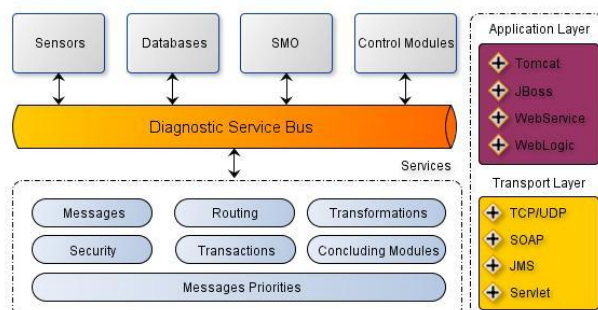 Sensors
Databases
SMO
Control Modules
Diagnostic Service Bus
Services
Messages
Routing
Transformations
Security
Transactions
Concluding Modules
Messages Priorities
Application Layer
Tomcat
JBoss
WebService
WebLogic
Transport Layer
TCP/UDP
SOAP
JMS
Servlet